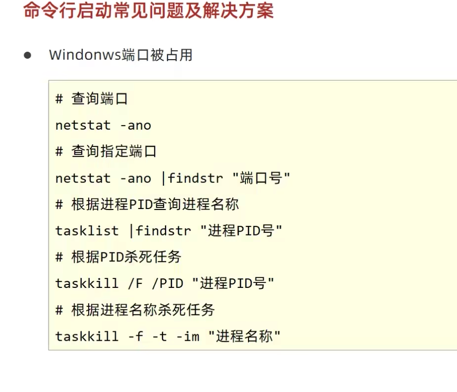 命令行启动常见问题及解决方案
● Windonws端口被占用
# 查询端口
netstat -ano
# 查询指定端口
netstat -ano |findstr "端口号"
# 根据进程PID查询进程名称
tasklist |findstr "进程PID号"
# 根据PID杀死任务
taskkill /F /PID "进程PID号"
# 根据进程名称杀死任务
taskkill -f -t -im "进程名称"